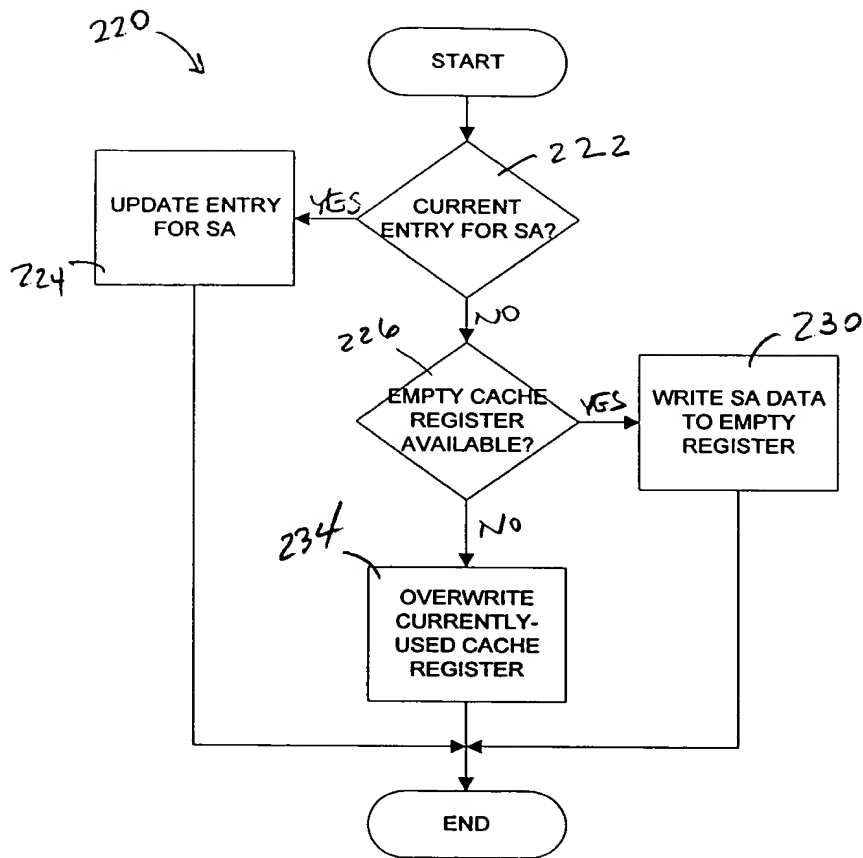 220
START
222
CURRENT
ENTRY FOR SA?
YES
UPDATE ENTRY
FOR SA
224
NO
226
EMPTY CACHE
REGISTER
AVAILABLE?
YES
230
WRITE SA DATA
TO EMPTY
REGISTER
NO
234
OVERWRITE
CURRENTLY-
USED CACHE
REGISTER
END